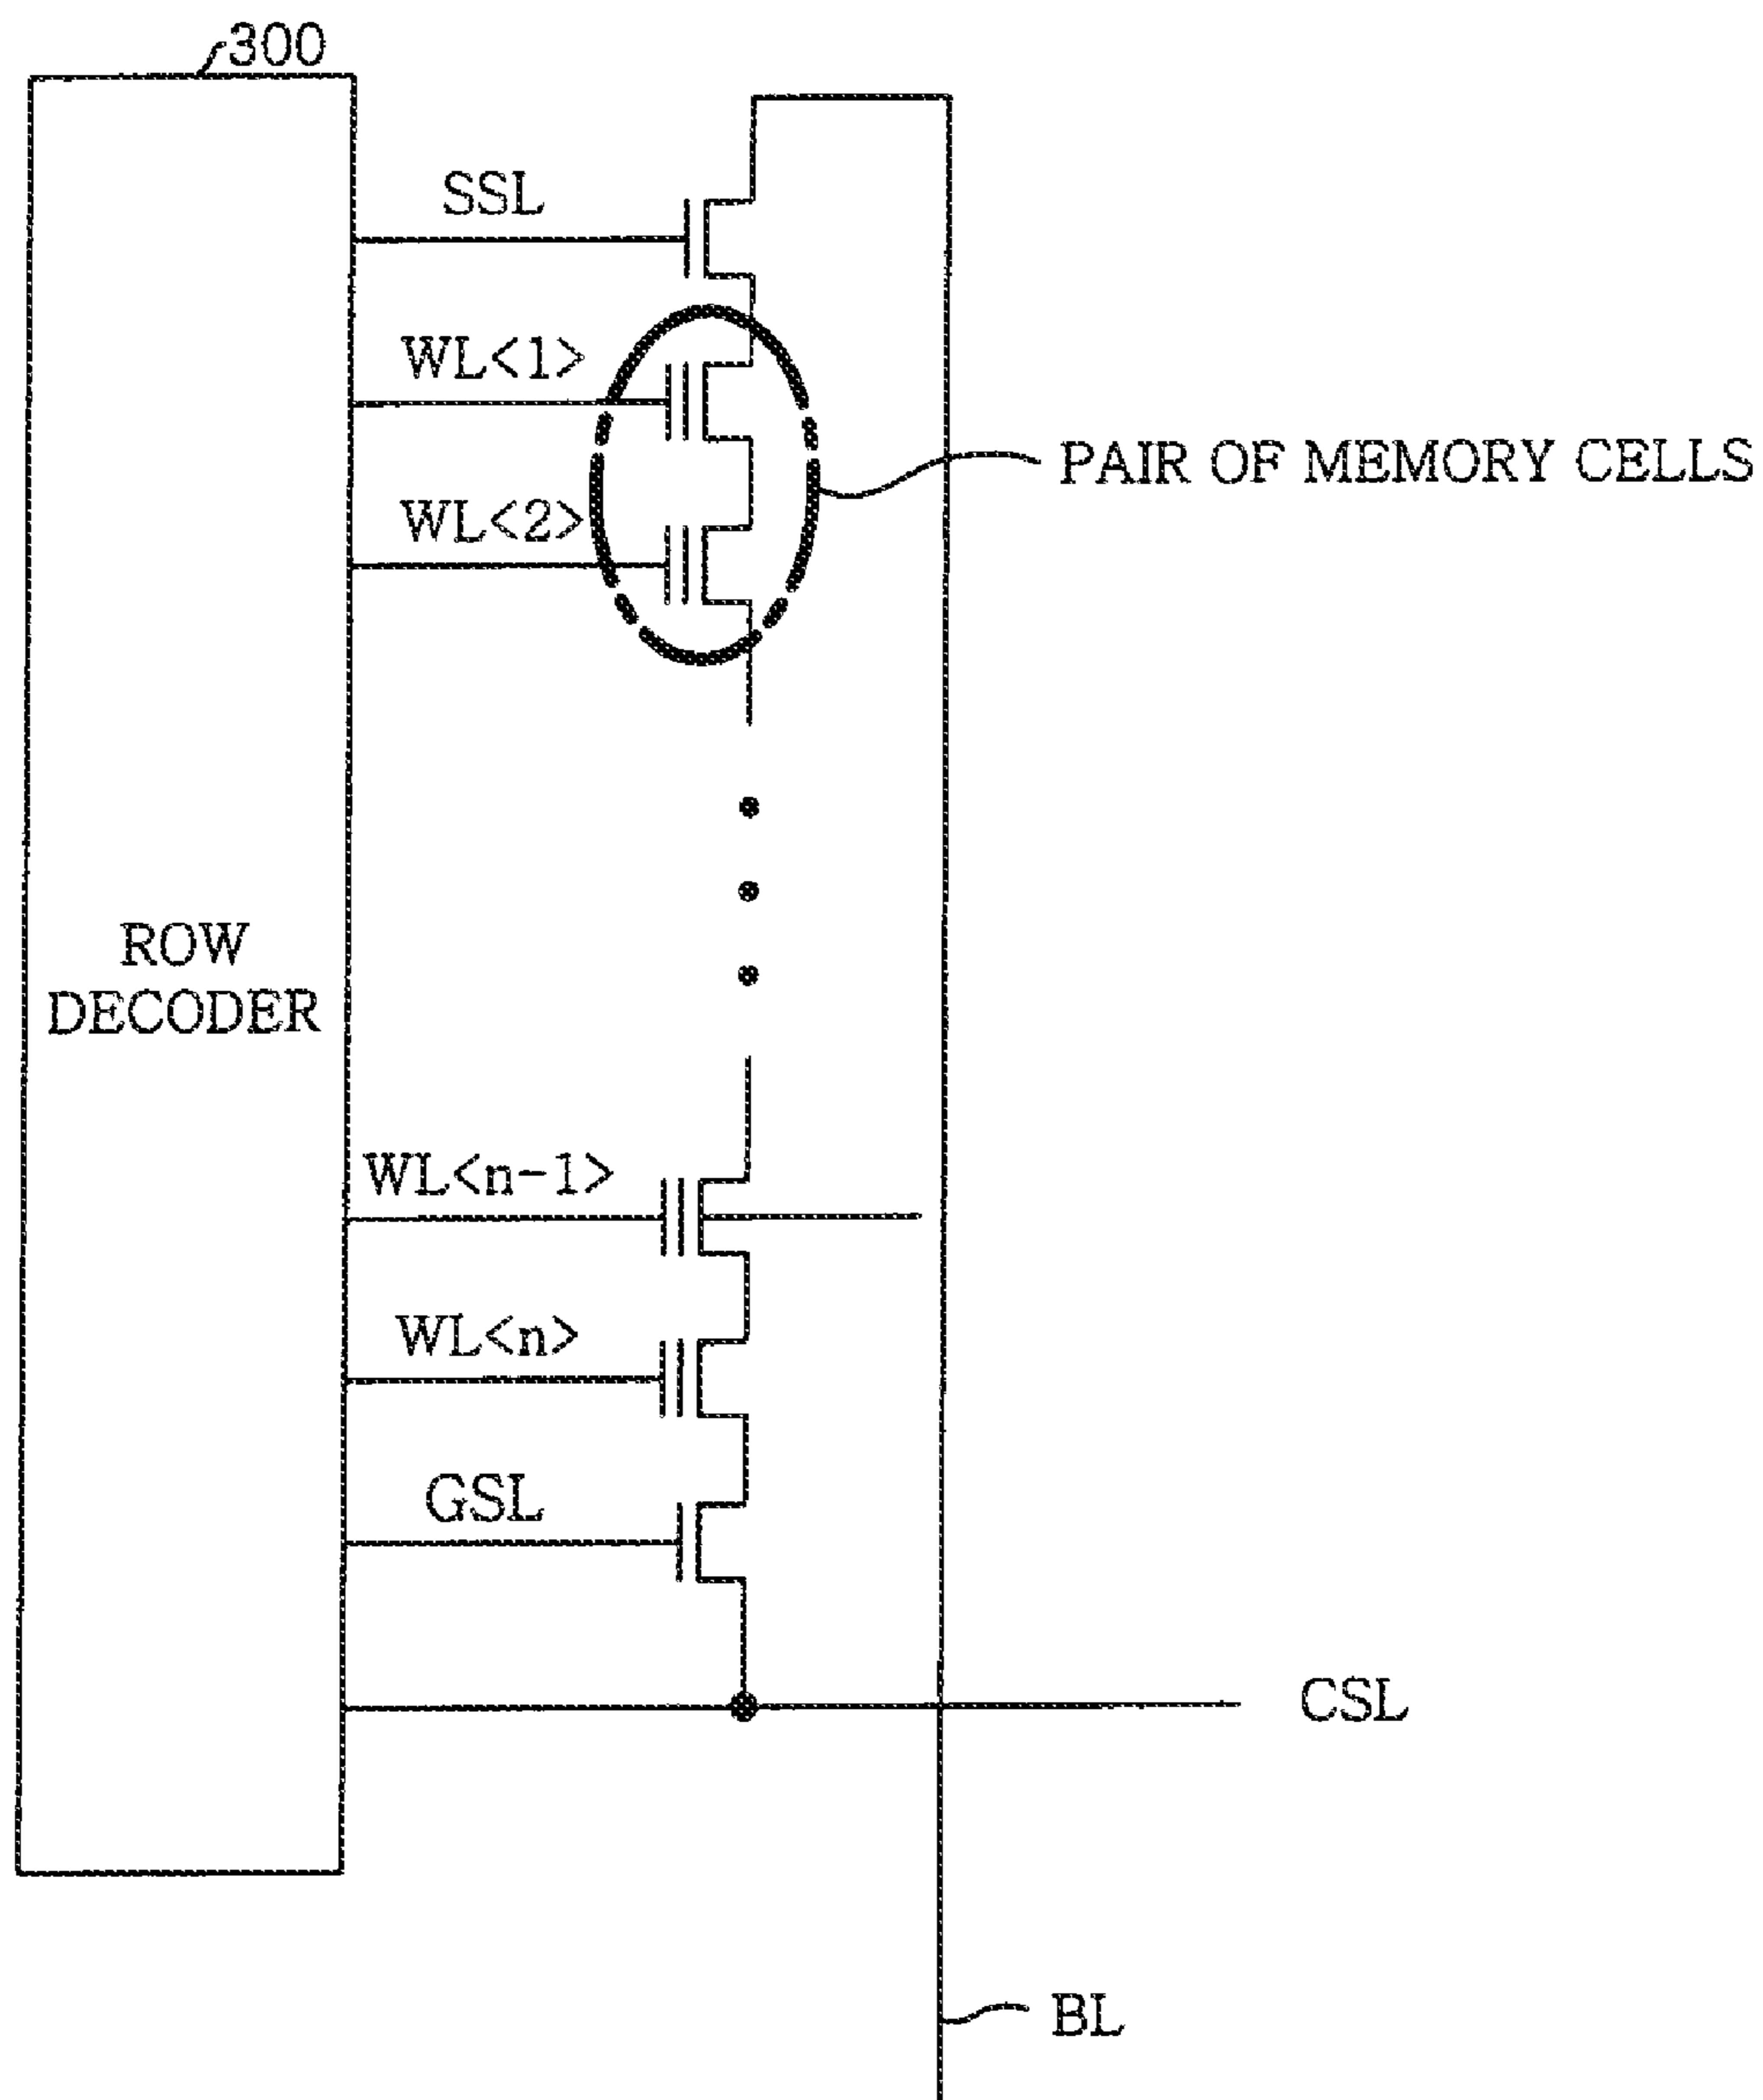 300
SSL
WL<1>
PAIR OF MEMORY CELLS
WL<2>
ROW
DECODER
WL<n-1>
WL<n>
GSL
CSL
BL